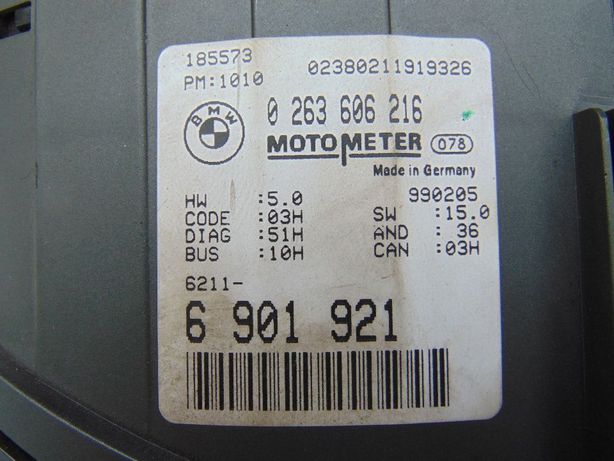 185573 02380211919326
PM:1010
BMW 0 263 606 216
MOTOMETER 078
Made in Germany
990205
HW :5.0 SW :15.0
CODE :03H AND : 36
DIAG :51H CAN :03H
BUS :10H
6211-
6 901 921